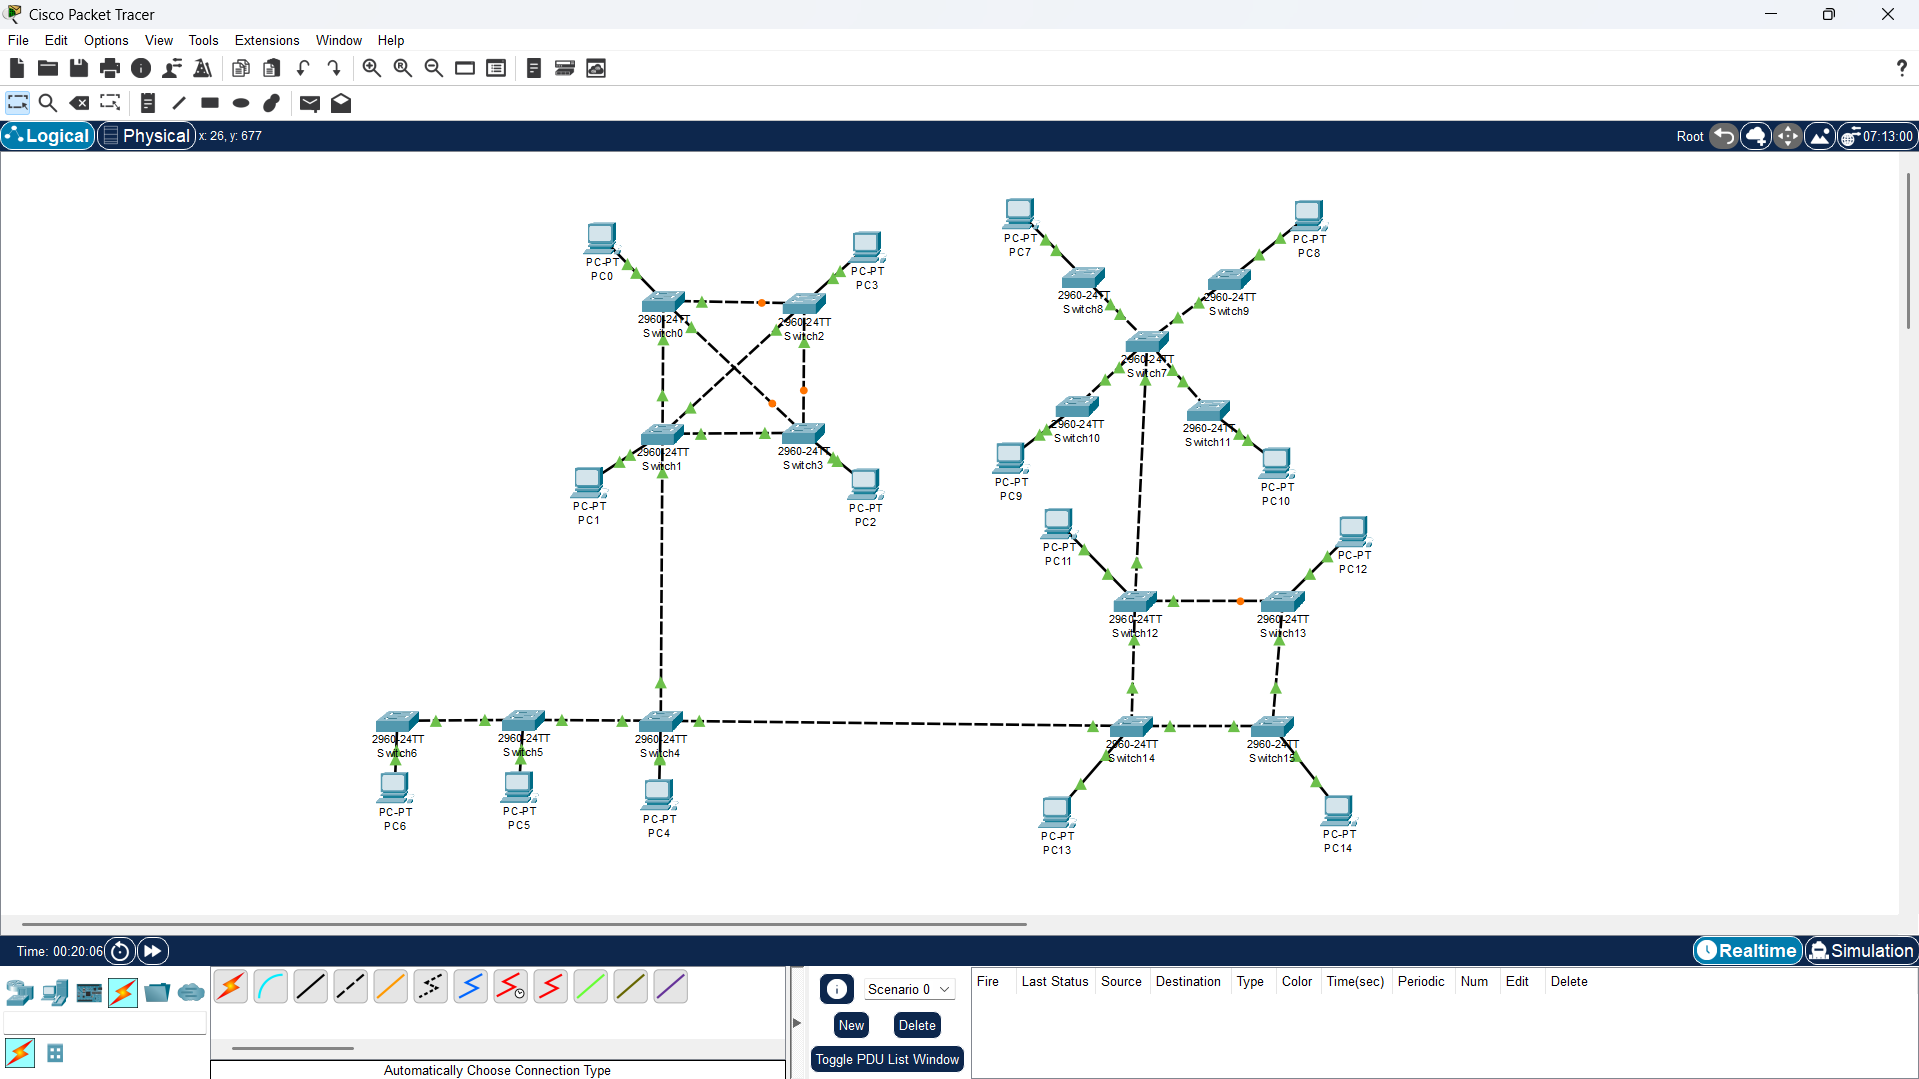 Cisco Packet Tracer
File Edit Options View Tools Extensions Window Help
?
Logical Physical x: 26, y: 677 Root 07:13:00
PC-PT
PC0
PC-PT
PC3
PC-PT
PC7
PC-PT
PC8
2960-24TT
Switch0
2960-24TT
Switch2
2960-24TT
Switch8
2960-24TT
Switch9
2960-24TT
Switch7
2960-24TT
Switch1
2960-24TT
Switch3
2960-24TT
Switch10
2960-24TT
Switch11
PC-PT
PC1
PC-PT
PC2
PC-PT
PC9
PC-PT
PC10
PC-PT
PC11
PC-PT
PC12
2960-24TT
Switch12
2960-24TT
Switch13
2960-24TT
Switch6
2960-24TT
Switch5
2960-24TT
Switch4
2960-24TT
Switch14
2960-24TT
Switch15
PC-PT
PC6
PC-PT
PC5
PC-PT
PC4
PC-PT
PC13
PC-PT
PC14
Time: 00:20:06 Realtime Simulation
Scenario 0
New Delete
Toggle PDU List Window
Fire Last Status Source Destination Type Color Time(sec) Periodic Num Edit Delete
Automatically Choose Connection Type